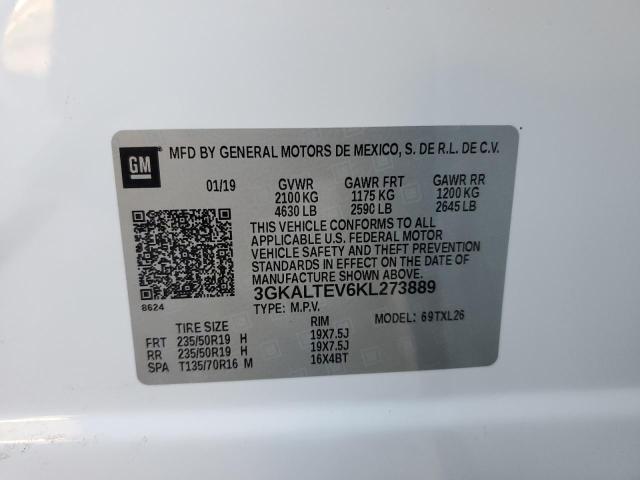 GM
MFD BY GENERAL MOTORS DE MEXICO, S. DE R.L. DE C.V.
01/19 GVWR GAWR FRT GAWR RR
2100 KG 1175 KG 1200 KG
4630 LB 2590 LB 2645 LB
THIS VEHICLE CONFORMS TO ALL
APPLICABLE U.S. FEDERAL MOTOR
VEHICLE SAFETY AND THEFT PREVENTION
STANDARDS IN EFFECT ON THE DATE OF
MANUFACTURE SHOWN ABOVE.
3GKALTEV6KL273889
8624
TYPE: M.P.V. MODEL: 69TXL26
TIRE SIZE RIM
FRT 235/50R19 H 19X7.5J
RR 235/50R19 H 19X7.5J
SPA T135/70R16 M 16X4BT